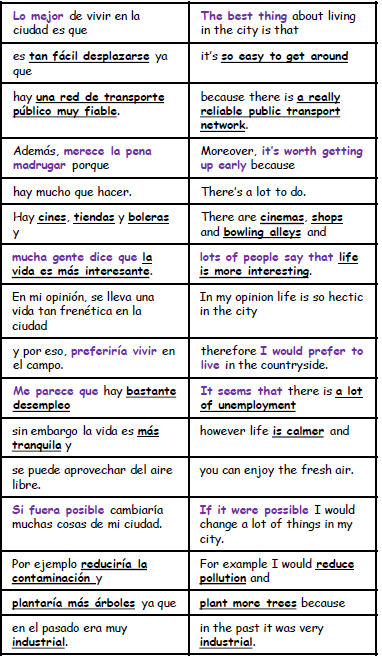 Lo mejor de vivir en la
ciudad es que
The best thing about living
in the city is that
es tan fácil desplazarse ya
que
it's so easy to get around
hay una red de transporte
público muy fiable.
because there is a really
reliable public transport
network.
Además, merece la pena
madrugar porque
Moreover, it's worth getting
up early because
hay mucho que hacer.
There's a lot to do.
Hay cines, tiendas y boleras
y
There are cinemas, shops
and bowling alleys and
mucha gente dice que la
vida es más interesante.
lots of people say that life
is more interesting.
En mi opinión, se lleva una
vida tan frenética en la
ciudad
In my opinion life is so hectic
in the city
y por eso, preferiría vivir en
el campo.
therefore I would prefer to
live in the countryside.
Me parece que hay bastante
desempleo
It seems that there is a lot
of unemployment
sin embargo la vida es más
tranquila y
however life is calmer and
se puede aprovechar del aire
libre.
you can enjoy the fresh air.
Si fuera posible cambiaría
muchas cosas de mi ciudad.
If it were possible I would
change a lot of things in my
city.
Por ejemplo reduciría la
contaminación y
For example I would reduce
pollution and
plantaría más árboles ya que
plant more trees because
en el pasado era muy
industrial.
in the past it was very
industrial.